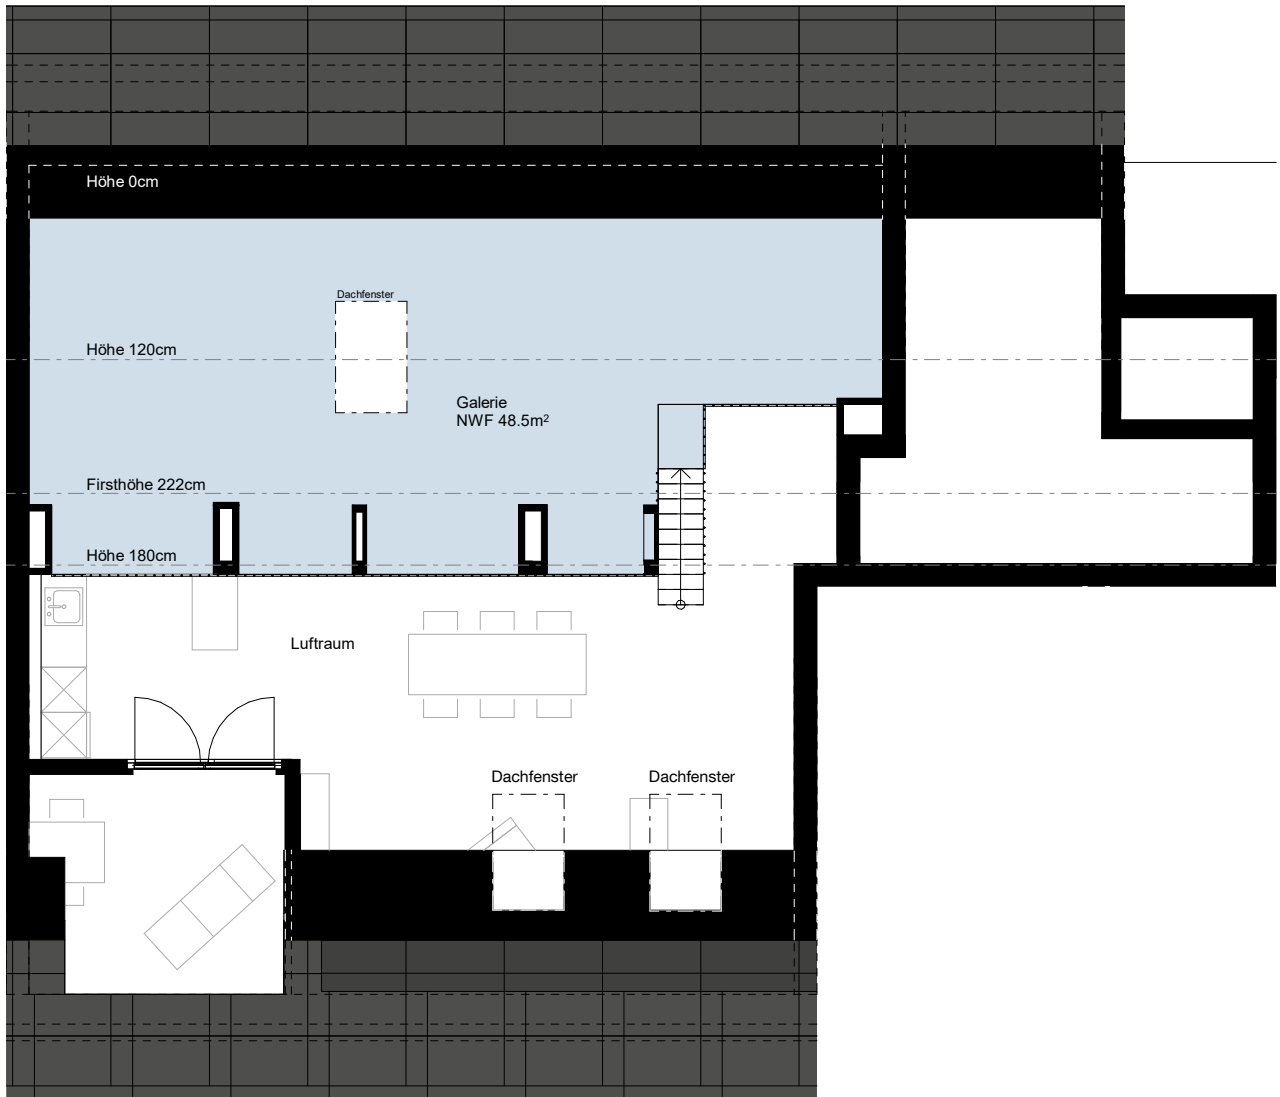 Höhe 0cm
Dachfenster
Höhe 120cm
Galerie
NWF 48.5m²
Firsthöhe 222cm
Höhe 180cm
Luftraum
Dachfenster
Dachfenster